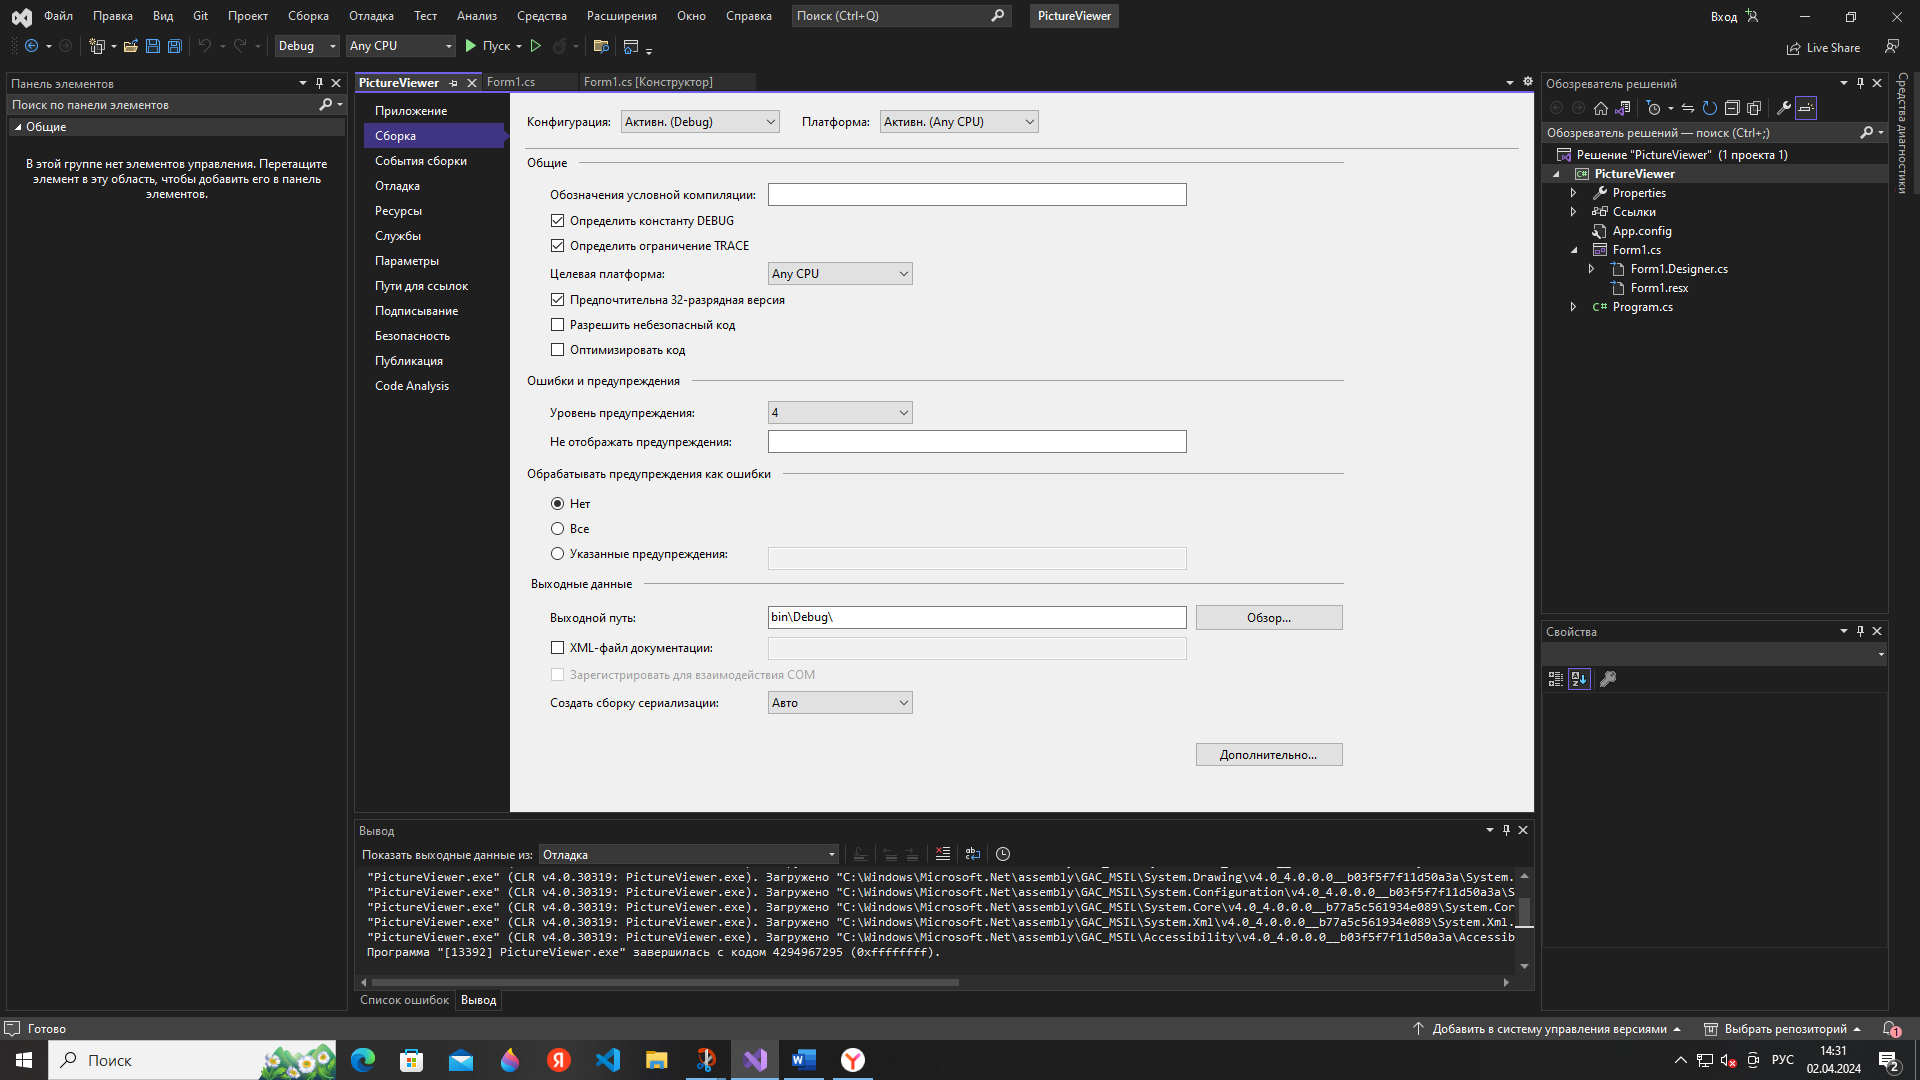 Файл Правка Вид Git Проект Сборка Отладка Тест Анализ Средства Расширения Окно Справка Поиск (Ctrl+Q) PictureViewer Вход
Debug Any CPU Пуск Live Share
Панель элементов
Поиск по панели элементов
Общие
В этой группе нет элементов управления. Перетащите
элемент в эту область, чтобы добавить его в панель
элементов.
PictureViewer Form1.cs Form1.cs [Конструктор]
Приложение
Сборка
События сборки
Отладка
Ресурсы
Службы
Параметры
Пути для ссылок
Подписывание
Безопасность
Публикация
Code Analysis
Конфигурация: Активн. (Debug) Платформа: Активн. (Any CPU)
Общие
Обозначения условной компиляции:
Определить константу DEBUG
Определить ограничение TRACE
Целевая платформа: Any CPU
Предпочтительна 32-разрядная версия
Разрешить небезопасный код
Оптимизировать код
Ошибки и предупреждения
Уровень предупреждения: 4
Не отображать предупреждения:
Обрабатывать предупреждения как ошибки
Нет
Все
Указанные предупреждения:
Выходные данные
Выходной путь: bin\Debug\ Обзор...
XML-файл документации:
Зарегистрировать для взаимодействия COM
Создать сборку сериализации: Авто
Дополнительно...
Обозреватель решений
Обозреватель решений — поиск (Ctrl+;)
Решение "PictureViewer" (1 проекта 1)
C# PictureViewer
Properties
Ссылки
App.config
Form1.cs
Form1.Designer.cs
Form1.resx
C# Program.cs
Средства диагностики
Свойства
Вывод
Показать выходные данные из: Отладка
"PictureViewer.exe" (CLR v4.0.30319: PictureViewer.exe). Загружено "C:\Windows\Microsoft.Net\assembly\GAC_MSIL\System.Drawing\v4.0_4.0.0.0__b03f5f7f11d50a3a\System.
"PictureViewer.exe" (CLR v4.0.30319: PictureViewer.exe). Загружено "C:\Windows\Microsoft.Net\assembly\GAC_MSIL\System.Configuration\v4.0_4.0.0.0__b03f5f7f11d50a3a\S
"PictureViewer.exe" (CLR v4.0.30319: PictureViewer.exe). Загружено "C:\Windows\Microsoft.Net\assembly\GAC_MSIL\System.Core\v4.0_4.0.0.0__b77a5c561934e089\System.Cor
"PictureViewer.exe" (CLR v4.0.30319: PictureViewer.exe). Загружено "C:\Windows\Microsoft.Net\assembly\GAC_MSIL\System.Xml\v4.0_4.0.0.0__b77a5c561934e089\System.Xml.
"PictureViewer.exe" (CLR v4.0.30319: PictureViewer.exe). Загружено "C:\Windows\Microsoft.Net\assembly\GAC_MSIL\Accessibility\v4.0_4.0.0.0__b03f5f7f11d50a3a\Accessib
Программа "[13392] PictureViewer.exe" завершилась с кодом 4294967295 (0xffffffff).
Список ошибок Вывод
Готово Добавить в систему управления версиями Выбрать репозиторий 1
Поиск РУС 14:31
02.04.2024 2